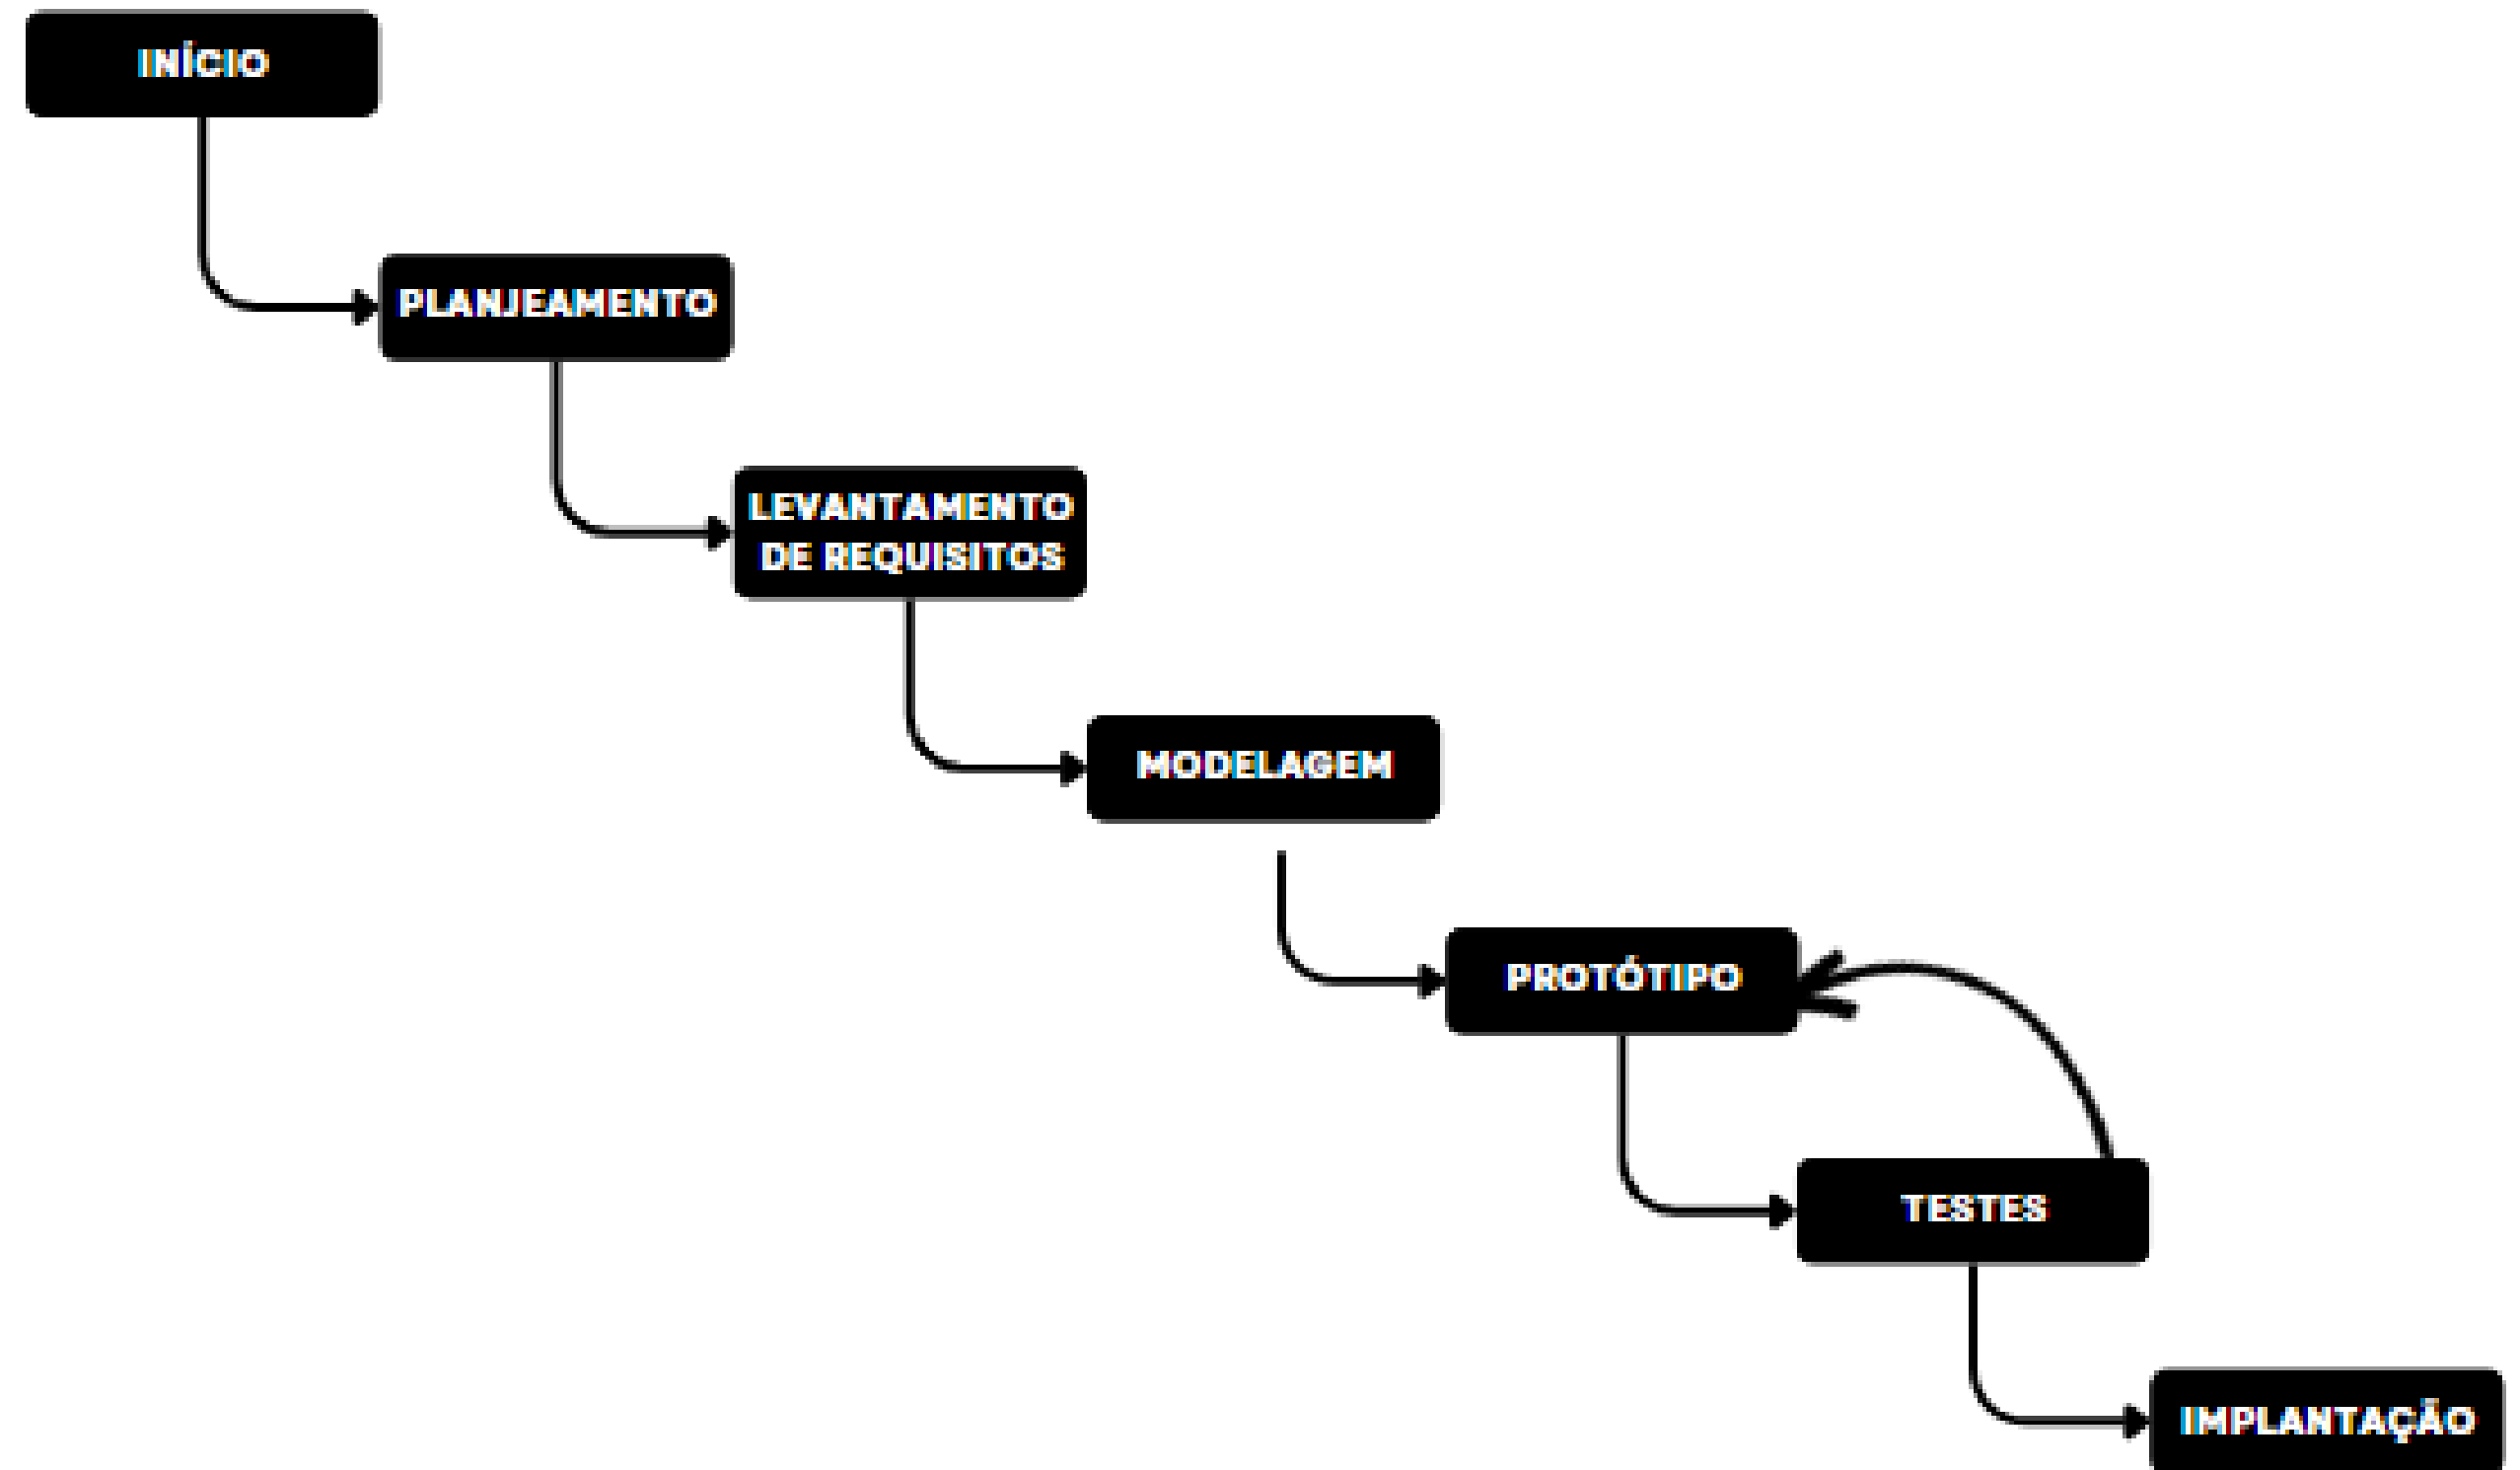 INÍCIO
PLANJEAMENTO
LEVANTAMENTO
DE REQUISITOS
MODELAGEM
PROTÓTIPO
TESTES
IMPLANTAÇÃO